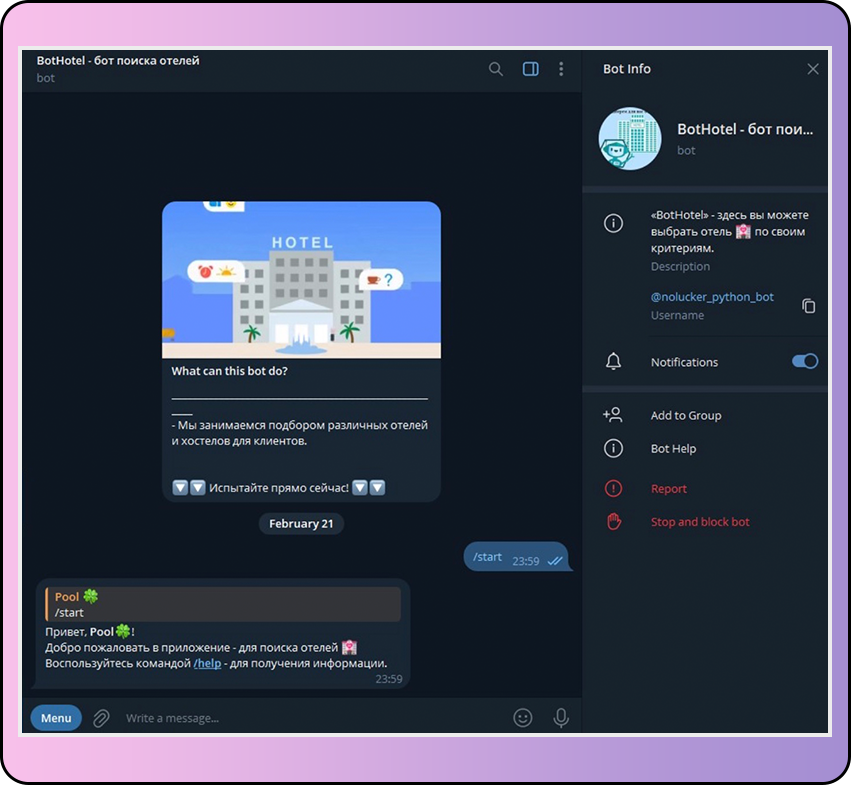 BotHotel - бот поиска отелей
bot
HOTEL
?
What can this bot do?
- Мы занимаемся подбором различных отелей
и хостелов для клиентов.
🔽🔽 Испытайте прямо сейчас! 🔽🔽
February 21
/start 23:59
Pool 🍀
/start
Привет, Pool🍀!
Добро пожаловать в приложение - для поиска отелей 🏩
Воспользуйтесь командой /help - для получения информации.
23:59
Menu
Write a message...
Bot Info
BotHotel - бот пои...
bot
«BotHotel» - здесь вы можете
выбрать отель 🏩 по своим
критериям.
Description
@nolucker_python_bot
Username
Notifications
Add to Group
Bot Help
Report
Stop and block bot